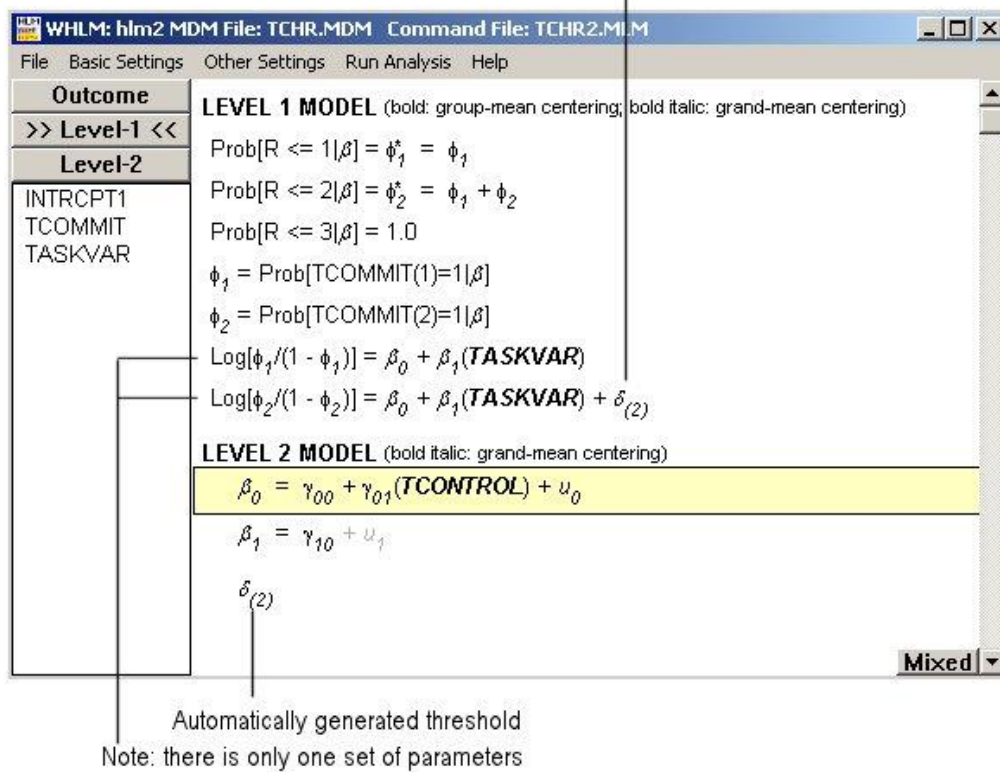 WHLM: hlm2 MDM File: TCHR.MDM Command File: TCHR2.MLM
File Basic Settings Other Settings Run Analysis Help
Outcome
>> Level-1 <<
Level-2
INTRCPT1
TCOMMIT
TASKVAR
LEVEL 1 MODEL (bold: group-mean centering; bold italic: grand-mean centering)
Prob[R <= 1|β] = ϕ*₁ = ϕ₁
Prob[R <= 2|β] = ϕ*₂ = ϕ₁ + ϕ₂
Prob[R <= 3|β] = 1.0
ϕ₁ = Prob[TCOMMIT(1)=1|β]
ϕ₂ = Prob[TCOMMIT(2)=1|β]
Log[ϕ₁/(1 - ϕ₁)] = β₀ + β₁(TASKVAR)
Log[ϕ₂/(1 - ϕ₂)] = β₀ + β₁(TASKVAR) + δ₍₂₎
LEVEL 2 MODEL (bold italic: grand-mean centering)
β₀ = γ₀₀ + γ₀₁(TCONTROL) + u₀
β₁ = γ₁₀ + u₁
δ₍₂₎
Mixed
Automatically generated threshold
Note: there is only one set of parameters